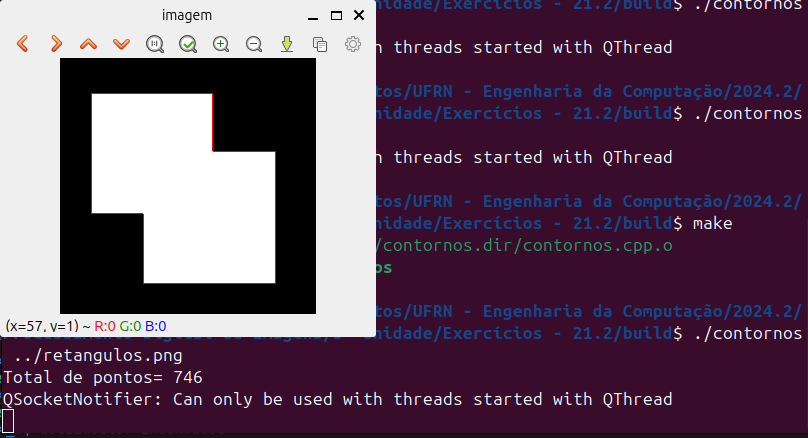 imagem
(x=57, y=1) ~ R:0 G:0 B:0
nidade/Exercícios - 21.2/build$ ./contornos
n threads started with QThread
tos/UFRN - Engenharia da Computação/2024.2/
nidade/Exercícios - 21.2/build$ ./contornos
n threads started with QThread
tos/UFRN - Engenharia da Computação/2024.2/
nidade/Exercícios - 21.2/build$ make
/contornos.dir/contornos.cpp.o
os
tos/UFRN - Engenharia da Computação/2024.2/
nidade/Exercícios - 21.2/build$ ./contornos
../retangulos.png
Total de pontos= 746
QSocketNotifier: Can only be used with threads started with QThread